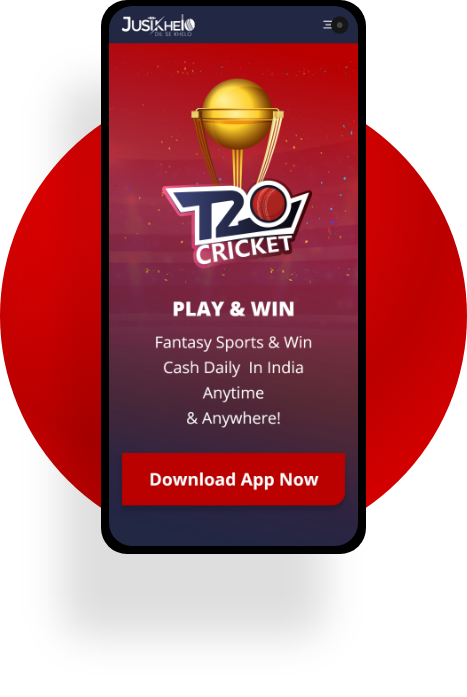 JustKhelo
DIL SE KHELO
T20
CRICKET
PLAY & WIN
Fantasy Sports & Win
Cash Daily In India
Anytime
& Anywhere!
Download App Now